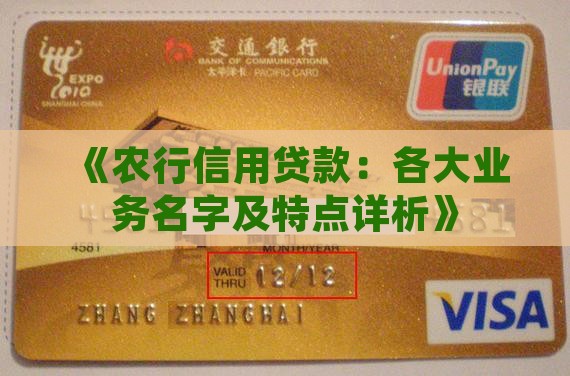 EXPO
2010
SHANGHAI CHINA
交通銀行
BANK OF COMMUNICATIONS
太平洋卡 PACIFIC CARD
UnionPay
银联
《农行信用贷款：各大业
务名字及特点详析》
4581
MONTH/YEAR
VALID
THRU 12/12
ZHANG ZHANGHAI
VISA